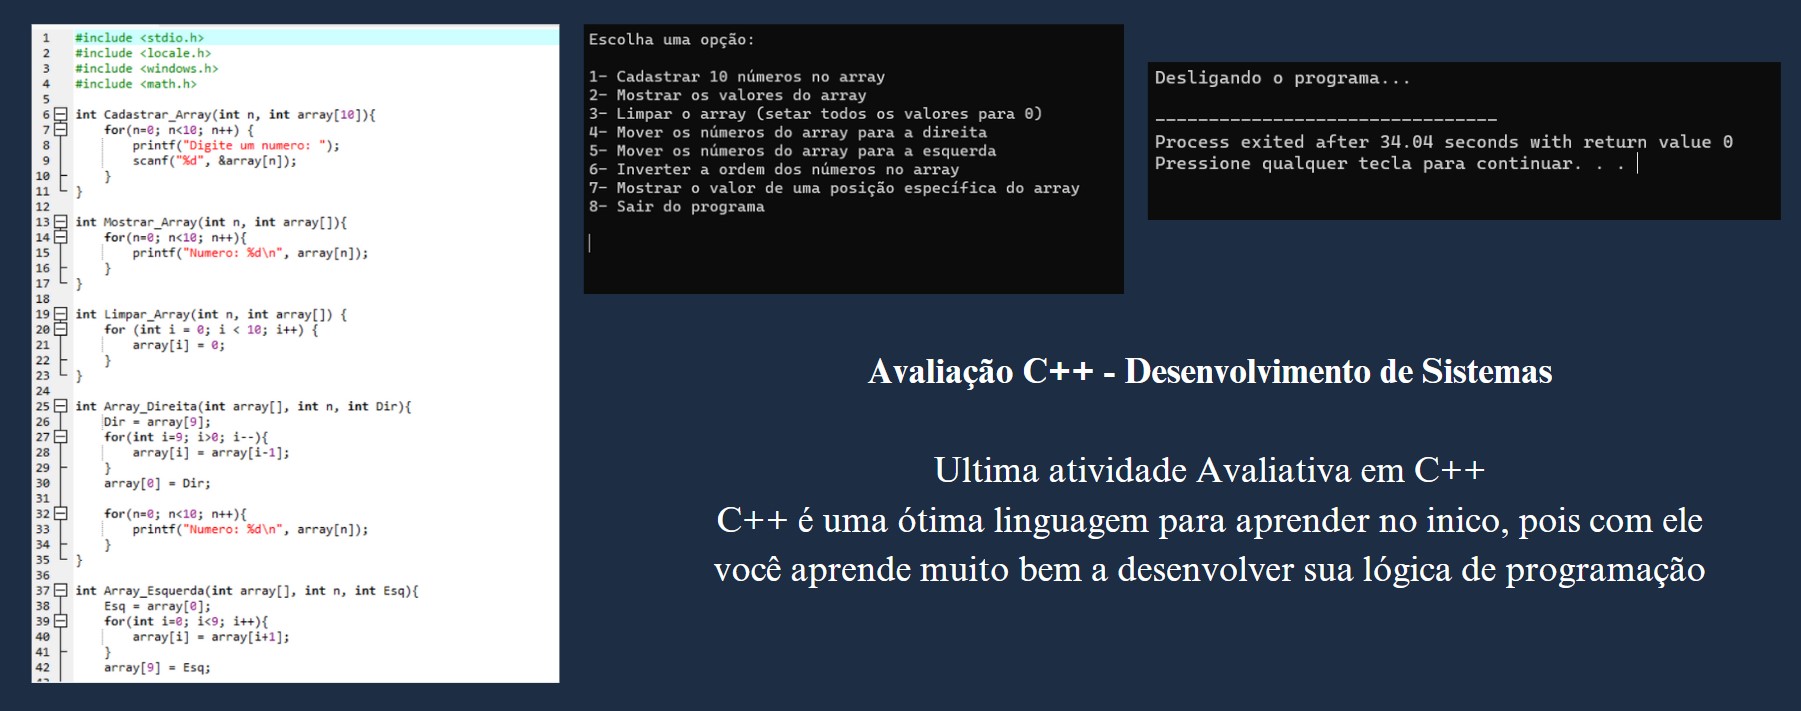 1 #include <stdio.h>
2 #include <locale.h>
3 #include <windows.h>
4 #include <math.h>
5
6 int Cadastrar_Array(int n, int array[10]){
7 for(n=0; n<10; n++) {
8 printf("Digite um numero: ");
9 scanf("%d", &array[n]);
10 }
11 }
12
13 int Mostrar_Array(int n, int array[]){
14 for(n=0; n<10; n++){
15 printf("Numero: %d\n", array[n]);
16 }
17 }
18
19 int Limpar_Array(int n, int array[]) {
20 for (int i = 0; i < 10; i++) {
21 array[i] = 0;
22 }
23 }
24
25 int Array_Direita(int array[], int n, int Dir){
26 Dir = array[9];
27 for(int i=9; i>0; i--){
28 array[i] = array[i-1];
29 }
30 array[0] = Dir;
31
32 for(n=0; n<10; n++){
33 printf("Numero: %d\n", array[n]);
34 }
35 }
36
37 int Array_Esquerda(int array[], int n, int Esq){
38 Esq = array[0];
39 for(int i=0; i<9; i++){
40 array[i] = array[i+1];
41 }
42 array[9] = Esq;
Escolha uma opção:
1- Cadastrar 10 números no array
2- Mostrar os valores do array
3- Limpar o array (setar todos os valores para 0)
4- Mover os números do array para a direita
5- Mover os números do array para a esquerda
6- Inverter a ordem dos números no array
7- Mostrar o valor de uma posição específica do array
8- Sair do programa
Desligando o programa...
--------------------------------
Process exited after 34.04 seconds with return value 0
Pressione qualquer tecla para continuar. . .
Avaliação C++ - Desenvolvimento de Sistemas
Ultima atividade Avaliativa em C++
C++ é uma ótima linguagem para aprender no inico, pois com ele
você aprende muito bem a desenvolver sua lógica de programação